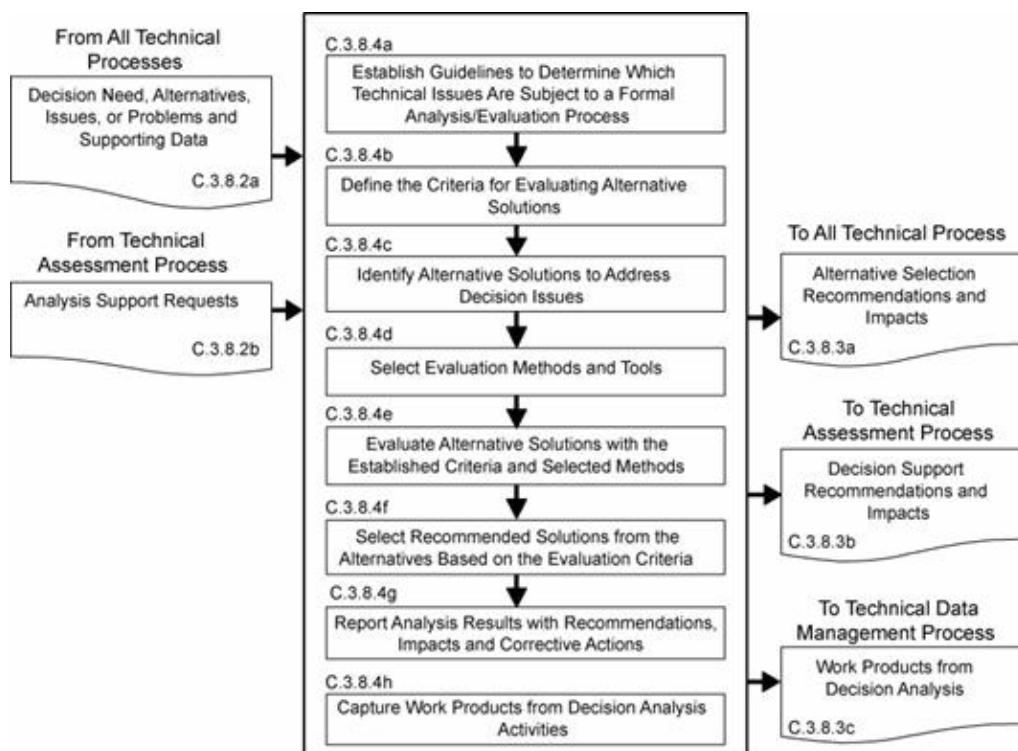 From All Technical
Processes
Decision Need, Alternatives,
Issues, or Problems and
Supporting Data
C.3.8.2a
From Technical
Assessment Process
Analysis Support Requests
C.3.8.2b
C.3.8.4a
Establish Guidelines to Determine Which
Technical Issues Are Subject to a Formal
Analysis/Evaluation Process
C.3.8.4b
Define the Criteria for Evaluating Alternative
Solutions
C.3.8.4c
Identify Alternative Solutions to Address
Decision Issues
C.3.8.4d
Select Evaluation Methods and Tools
C.3.8.4e
Evaluate Alternative Solutions with the
Established Criteria and Selected Methods
C.3.8.4f
Select Recommended Solutions from the
Alternatives Based on the Evaluation Criteria
C.3.8.4g
Report Analysis Results with Recommendations,
Impacts and Corrective Actions
C.3.8.4h
Capture Work Products from Decision Analysis
Activities
To All Technical Process
Alternative Selection
Recommendations and
Impacts
C.3.8.3a
To Technical
Assessment Process
Decision Support
Recommendations and
Impacts
C.3.8.3b
To Technical Data
Management Process
Work Products from
Decision Analysis
C.3.8.3c